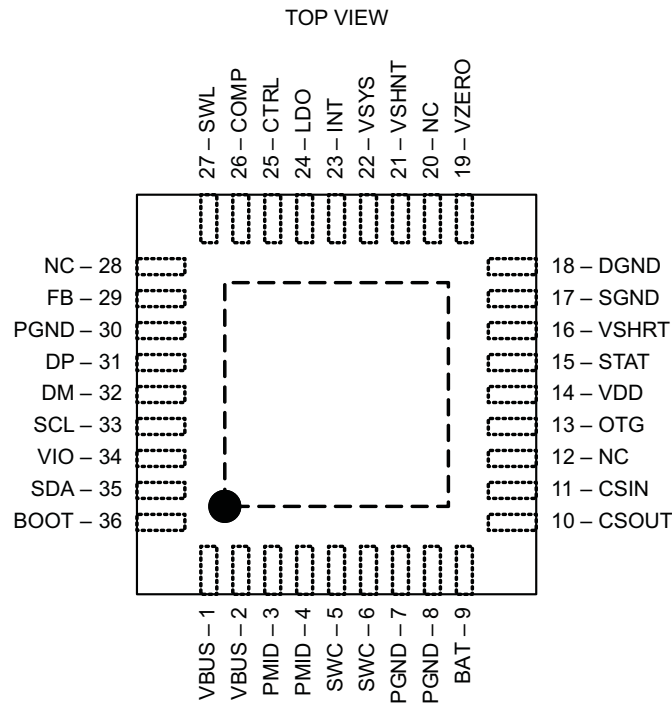 TOP VIEW
27 – SWL
26 – COMP
25 – CTRL
24 – LDO
23 – INT
22 – VSYS
21 – VSHNT
20 – NC
19 – VZERO
NC – 28
FB – 29
PGND – 30
DP – 31
DM – 32
SCL – 33
VIO – 34
SDA – 35
BOOT – 36
18 – DGND
17 – SGND
16 – VSHRT
15 – STAT
14 – VDD
13 – OTG
12 – NC
11 – CSIN
10 – CSOUT
VBUS – 1
VBUS – 2
PMID – 3
PMID – 4
SWC – 5
SWC – 6
PGND – 7
PGND – 8
BAT – 9